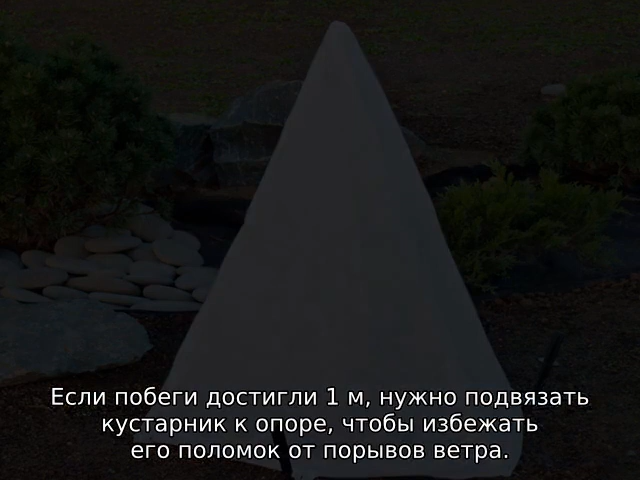 Если побеги достигли 1 м, нужно подвязать
кустарник к опоре, чтобы избежать
его поломок от порывов ветра.